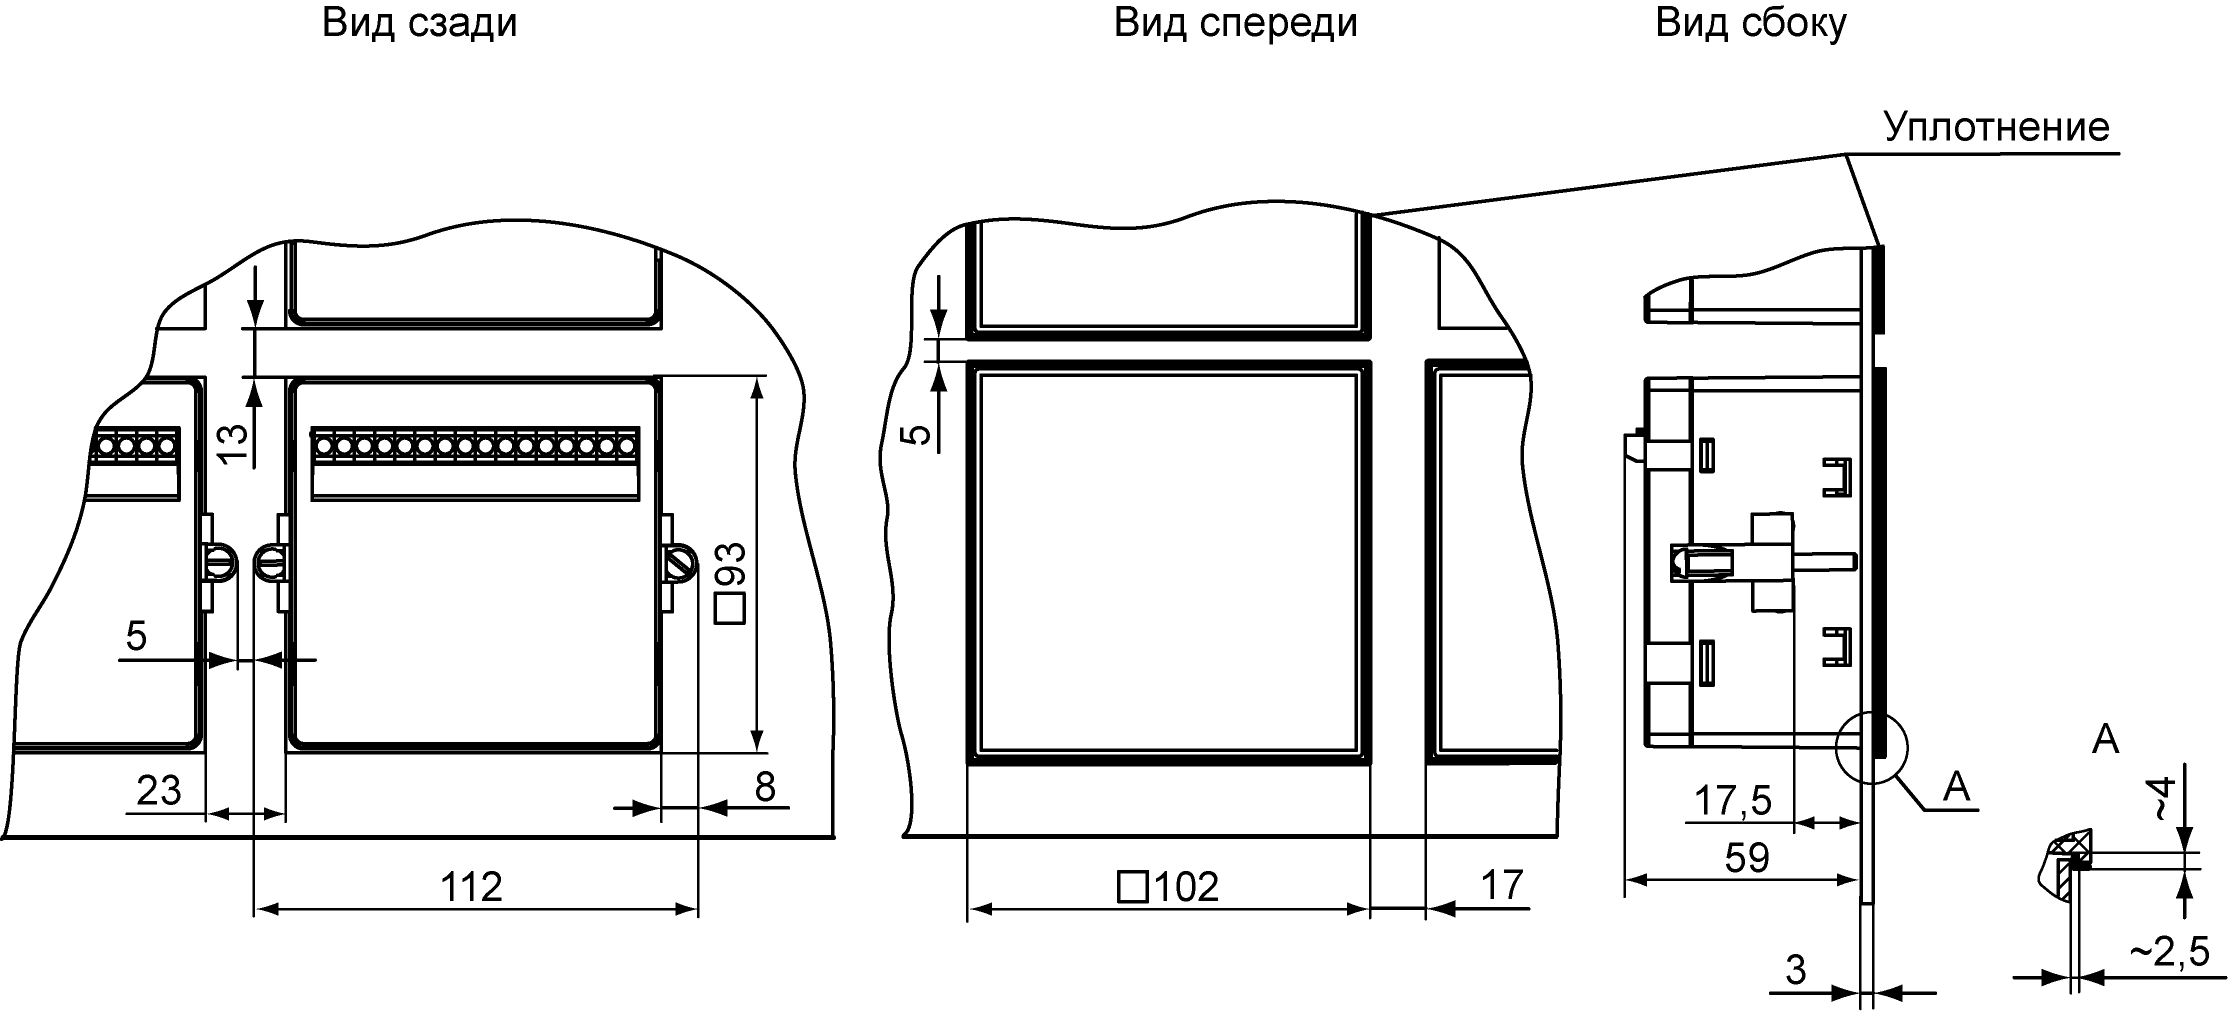 Вид сзади
Вид спереди
Вид сбоку
Уплотнение
13
5
□93
5
23
8
112
5
□102
17
17,5
59
3
А
А
~4
~2,5